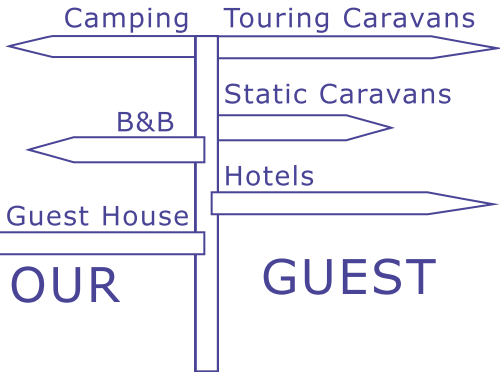 Camping
Touring Caravans
Static Caravans
B&B
Hotels
Guest House
OUR GUEST